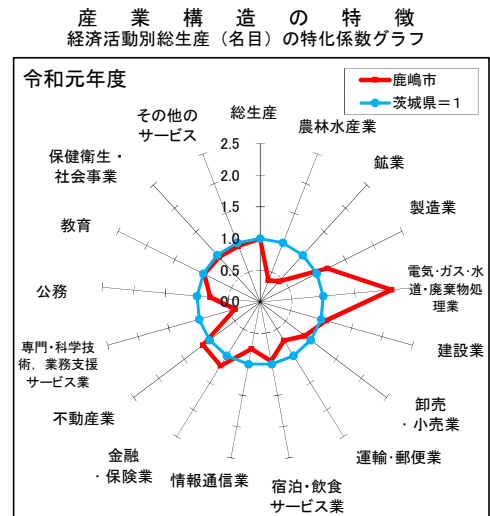 産業構造の特徴
経済活動別総生産（名目）の特化係数グラフ
令和元年度
鹿嶋市
茨城県＝１
総生産
農林水産業
鉱業
製造業
電気・ガス・水
道・廃棄物処
理業
建設業
卸売
・小売業
運輸・郵便業
宿泊・飲食
サービス業
情報通信業
金融
・保険業
不動産業
専門・科学技
術，業務支援
サービス業
公務
教育
保健衛生・
社会事業
その他の
サービス
2.5
2.0
1.5
1.0
0.5
0.0